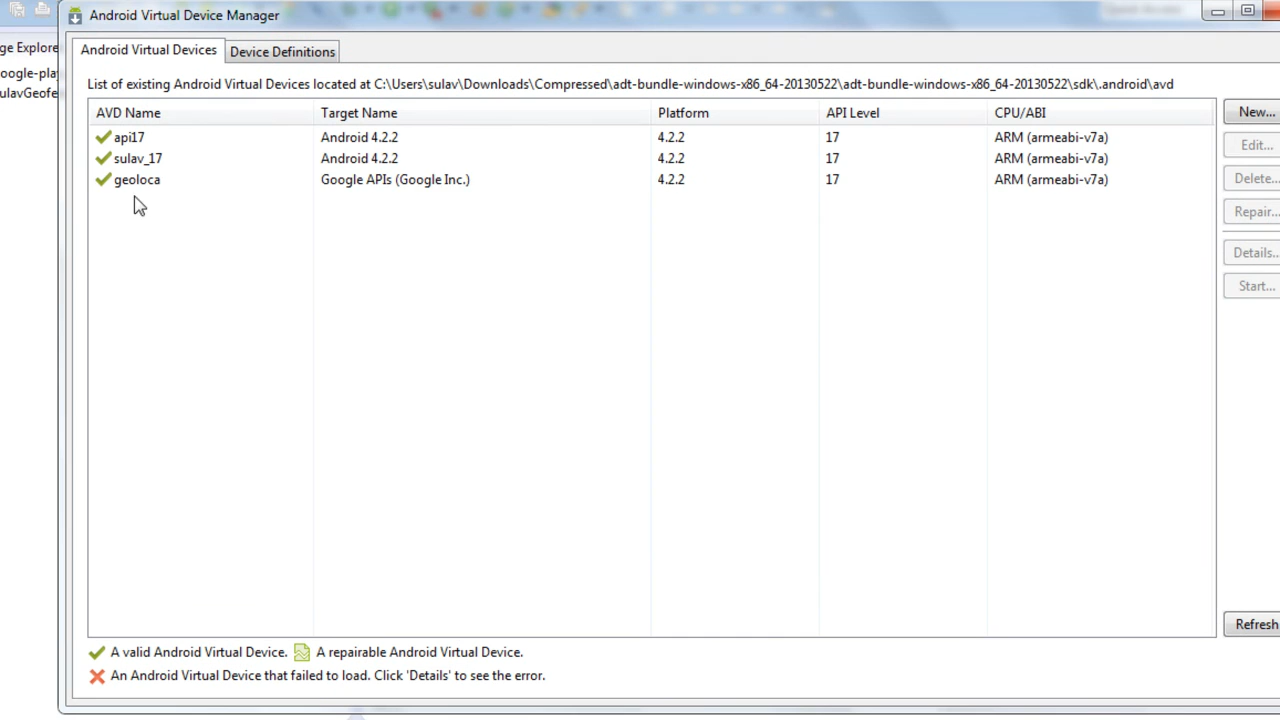 Android Virtual Device Manager
ge Explore
oogle-pla
ulavGeofe
Android Virtual Devices Device Definitions
List of existing Android Virtual Devices located at C:\Users\sulav\Downloads\Compressed\adt-bundle-windows-x86_64-20130522\adt-bundle-windows-x86_64-20130522\sdk\.android\avd
AVD Name Target Name Platform API Level CPU/ABI
api17 Android 4.2.2 4.2.2 17 ARM (armeabi-v7a)
sulav_17 Android 4.2.2 4.2.2 17 ARM (armeabi-v7a)
geoloca Google APIs (Google Inc.) 4.2.2 17 ARM (armeabi-v7a)
New...
Edit...
Delete...
Repair...
Details...
Start...
Refresh
A valid Android Virtual Device. A repairable Android Virtual Device.
An Android Virtual Device that failed to load. Click 'Details' to see the error.